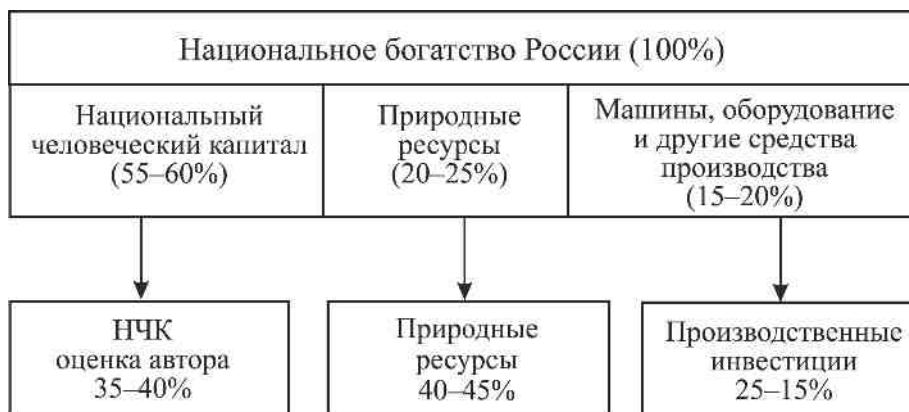 Национальное богатство России (100%)
Национальный
человеческий капитал
(55–60%)
Природные
ресурсы
(20–25%)
Машины, оборудование
и другие средства
производства
(15–20%)
НЧК
оценка автора
35–40%
Природные
ресурсы
40–45%
Производственные
инвестиции
25–15%